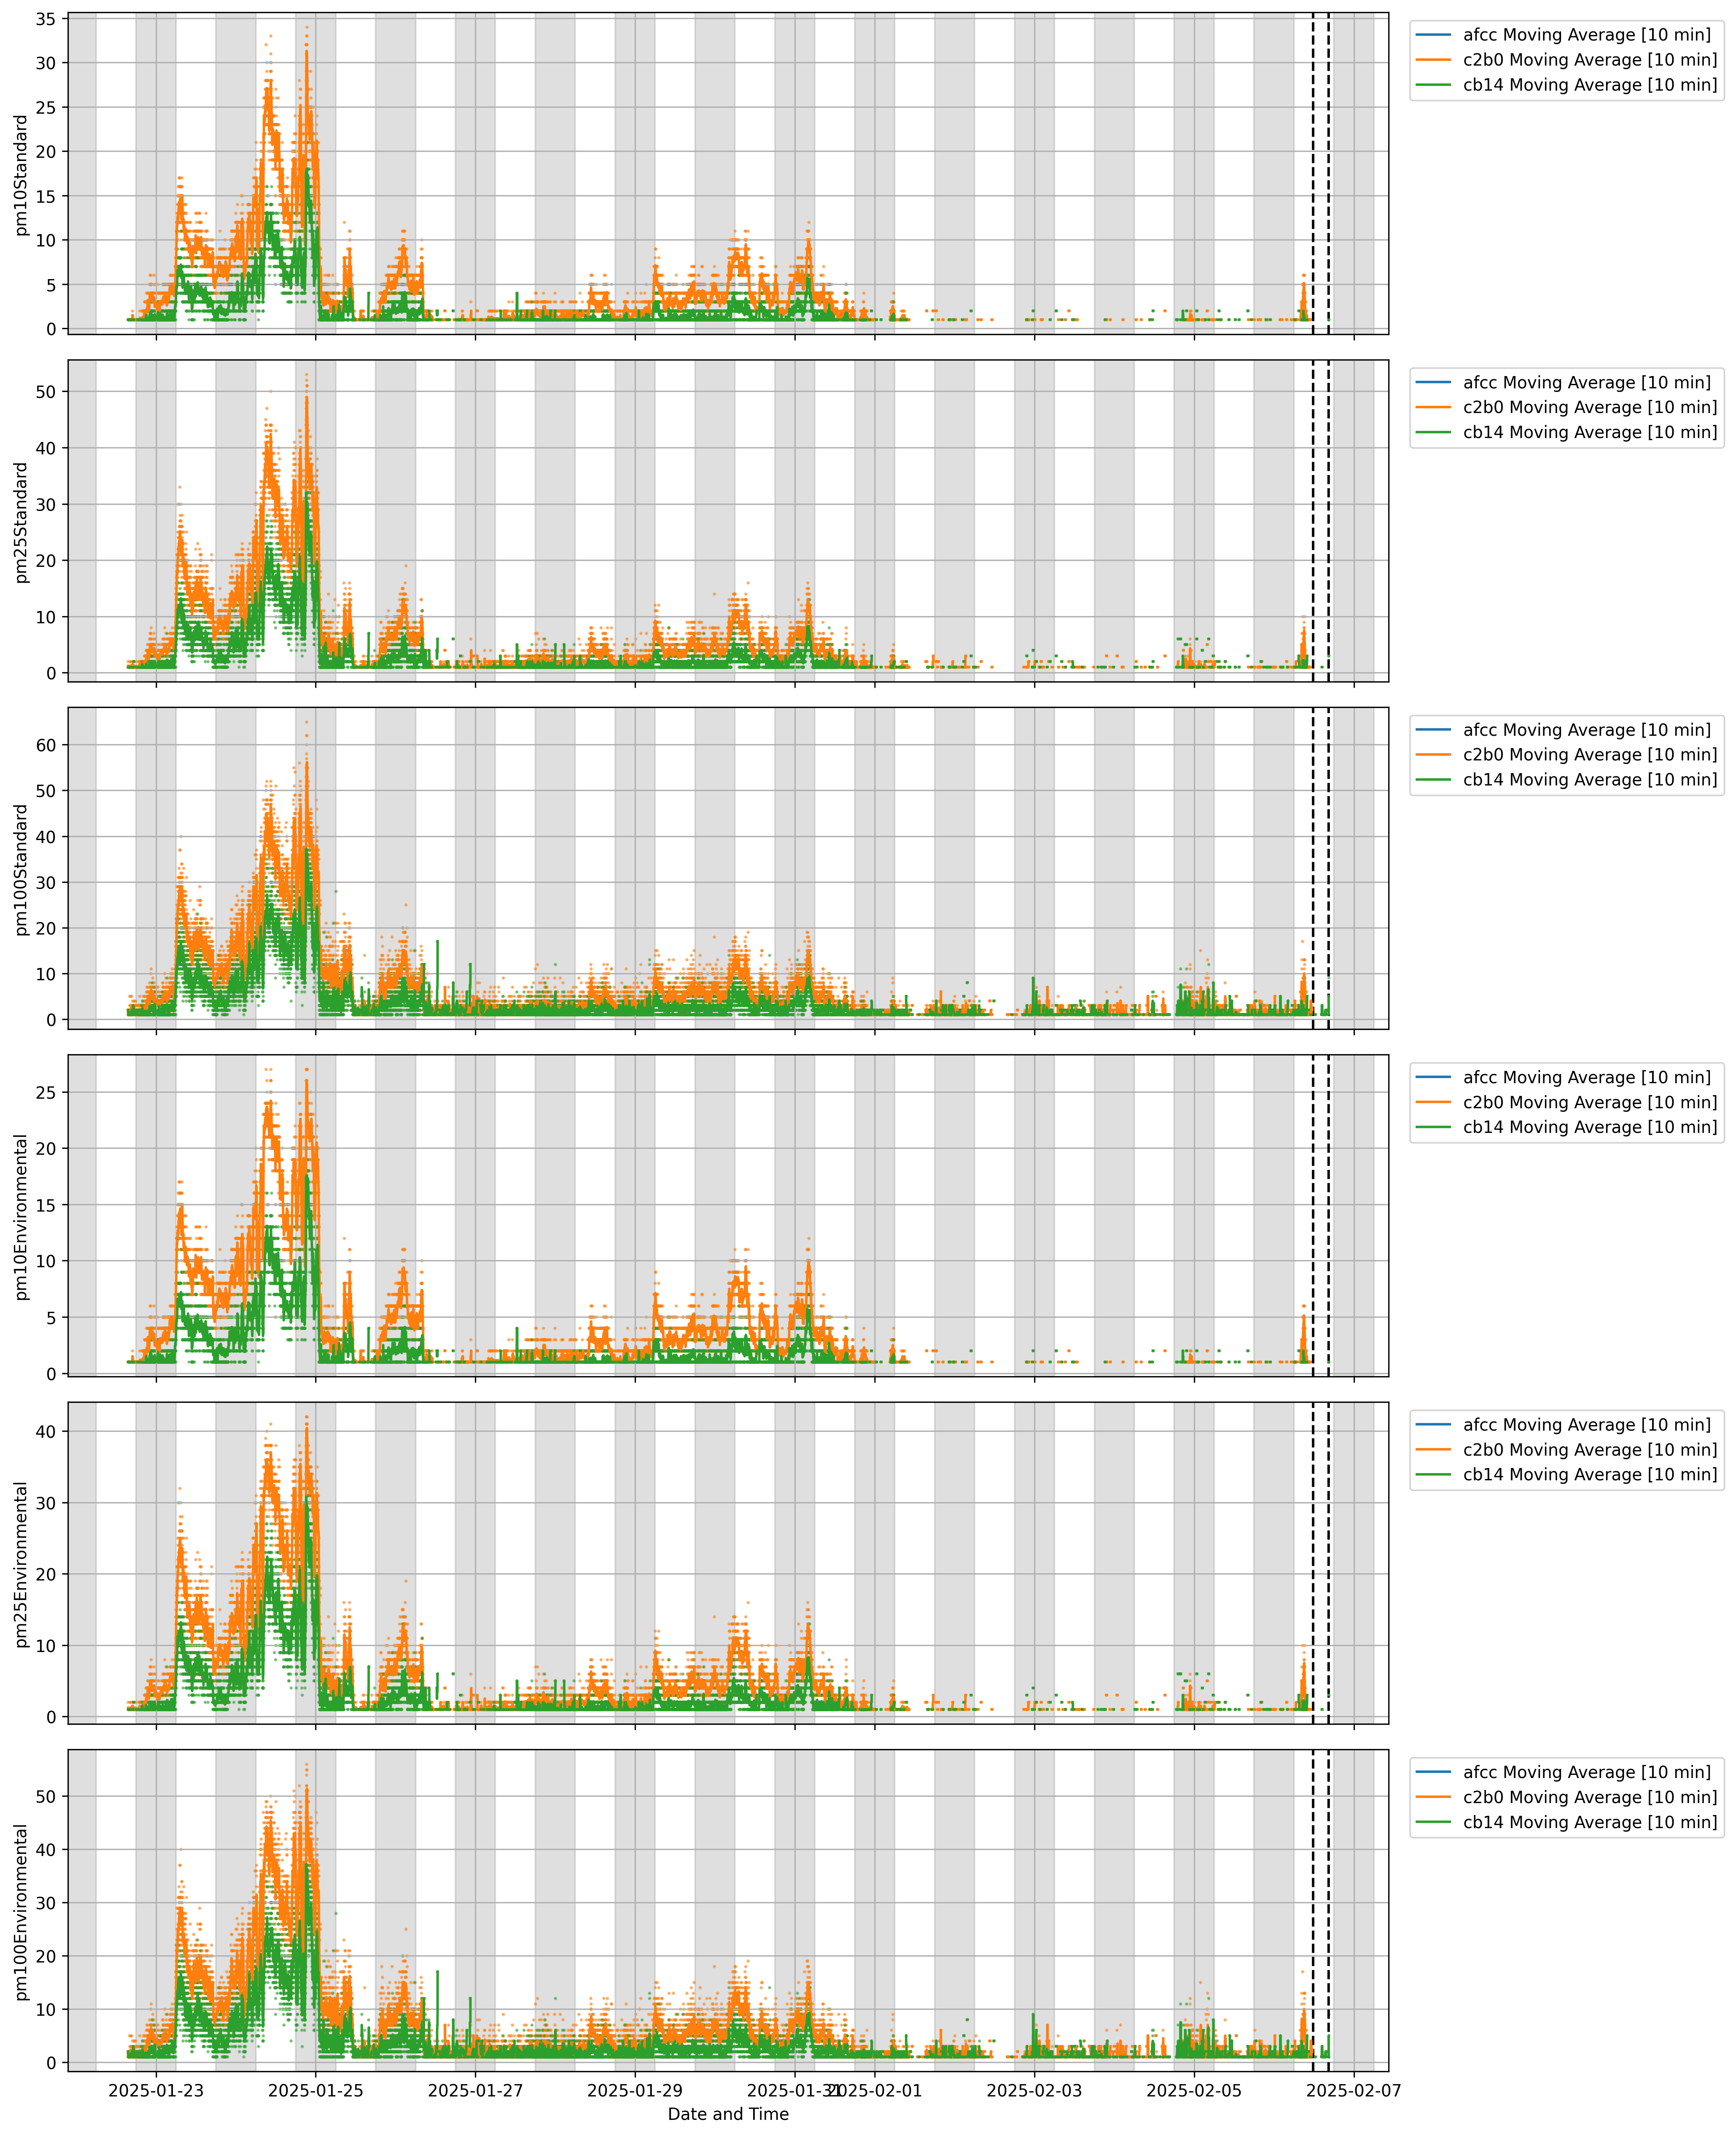 35
30
25
20
15
10
5
0
pm10Standard
afcc Moving Average [10 min]
c2b0 Moving Average [10 min]
cb14 Moving Average [10 min]
50
40
30
20
10
0
pm25Standard
afcc Moving Average [10 min]
c2b0 Moving Average [10 min]
cb14 Moving Average [10 min]
60
50
40
30
20
10
0
pm100Standard
afcc Moving Average [10 min]
c2b0 Moving Average [10 min]
cb14 Moving Average [10 min]
25
20
15
10
5
0
pm10Environmental
afcc Moving Average [10 min]
c2b0 Moving Average [10 min]
cb14 Moving Average [10 min]
40
30
20
10
0
pm25Environmental
afcc Moving Average [10 min]
c2b0 Moving Average [10 min]
cb14 Moving Average [10 min]
50
40
30
20
10
0
pm100Environmental
afcc Moving Average [10 min]
c2b0 Moving Average [10 min]
cb14 Moving Average [10 min]
2025-01-23 2025-01-25 2025-01-27 2025-01-29 2025-01-31 2025-02-01 2025-02-03 2025-02-05 2025-02-07
Date and Time